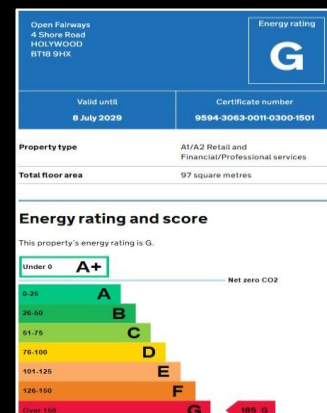 Open Fairways
4 Shore Road
HOLYWOOD
BT18 9HX
Energy rating
G
Valid until
8 July 2029
Certificate number
9594-3063-0011-0300-1501
Property type
A1/A2 Retail and
Financial/Professional services
Total floor area
97 square metres
Energy rating and score
This property's energy rating is G.
Under 0 A+
Net zero CO2
0-25 A
26-50 B
51-75 C
76-100 D
101-125 E
126-150 F
Over 150 G 185 G